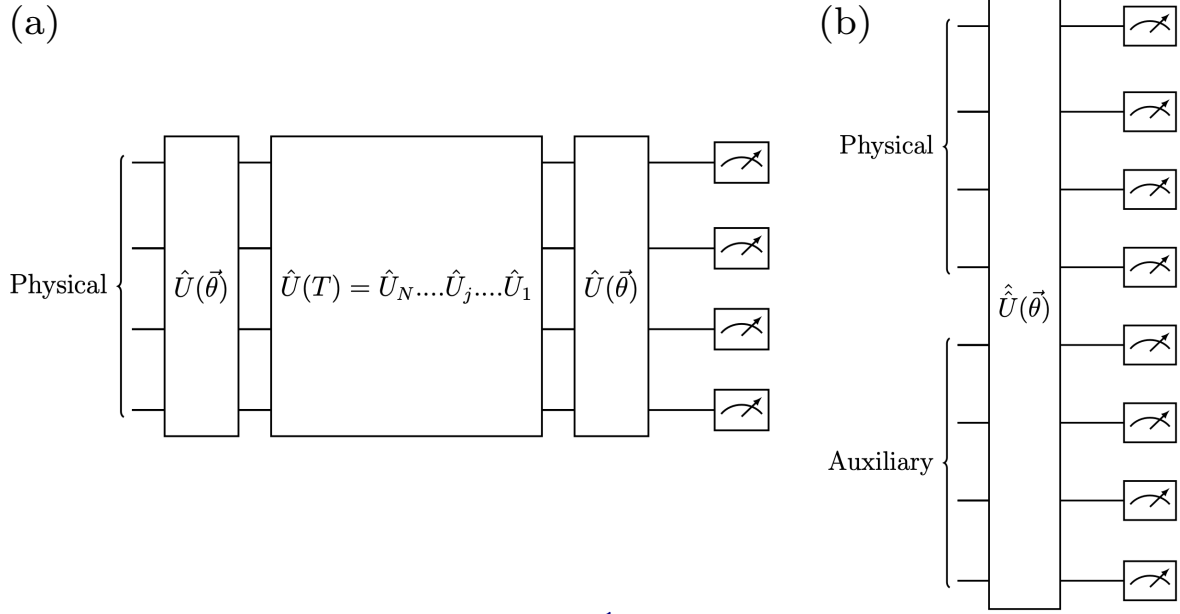 (a)
Physical
Û(θ⃗)
Û(T) = Û_N....Û_j....Û_1
Û(θ⃗)
(b)
Physical
Auxiliary
Û̂(θ⃗)